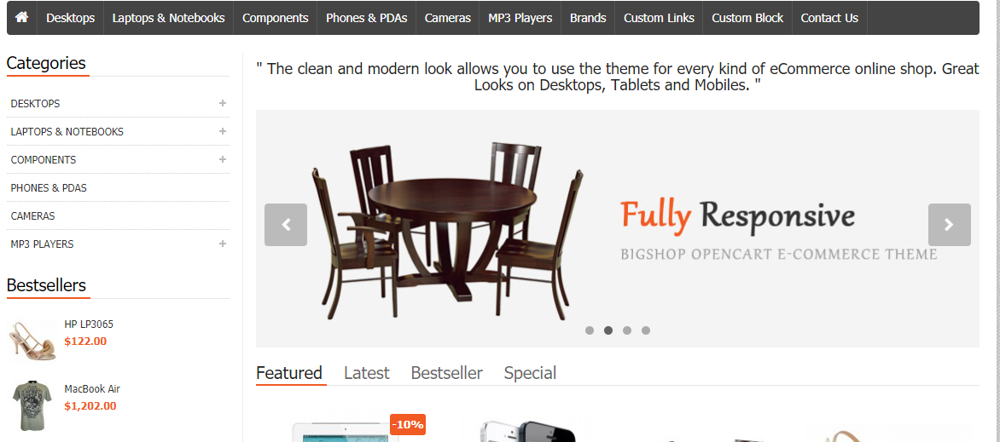 Desktops Laptops & Notebooks Components Phones & PDAs Cameras MP3 Players Brands Custom Links Custom Block Contact Us
Categories
DESKTOPS
LAPTOPS & NOTEBOOKS
COMPONENTS
PHONES & PDAS
CAMERAS
MP3 PLAYERS
Bestsellers
HP LP3065
$122.00
MacBook Air
$1,202.00
" The clean and modern look allows you to use the theme for every kind of eCommerce online shop. Great
Looks on Desktops, Tablets and Mobiles. "
Fully Responsive
BIGSHOP OPENCART E-COMMERCE THEME
Featured Latest Bestseller Special
-10%